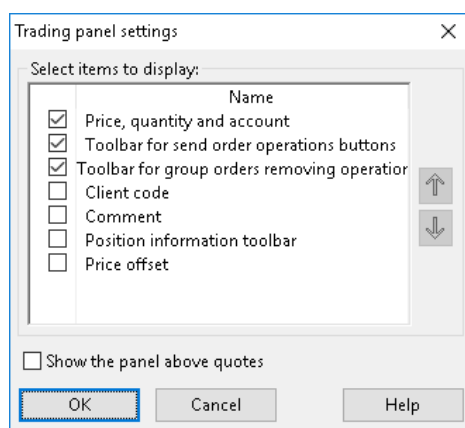 Trading panel settings
Select items to display:
Name
Price, quantity and account
Toolbar for send order operations buttons
Toolbar for group orders removing operation
Client code
Comment
Position information toolbar
Price offset
Show the panel above quotes
OK Cancel Help